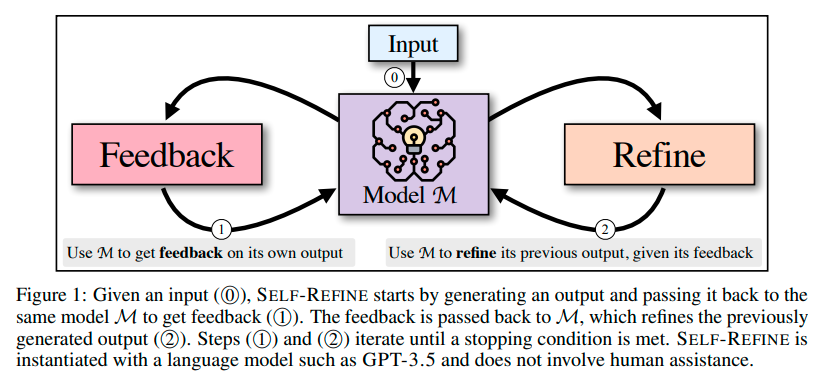 Input
⓪
Feedback
Model ℳ
Refine
①
②
Use ℳ to get feedback on its own output
Use ℳ to refine its previous output, given its feedback
Figure 1: Given an input (⓪), SELF-REFINE starts by generating an output and passing it back to the
same model ℳ to get feedback (①). The feedback is passed back to ℳ, which refines the previously
generated output (②). Steps (①) and (②) iterate until a stopping condition is met. SELF-REFINE is
instantiated with a language model such as GPT-3.5 and does not involve human assistance.